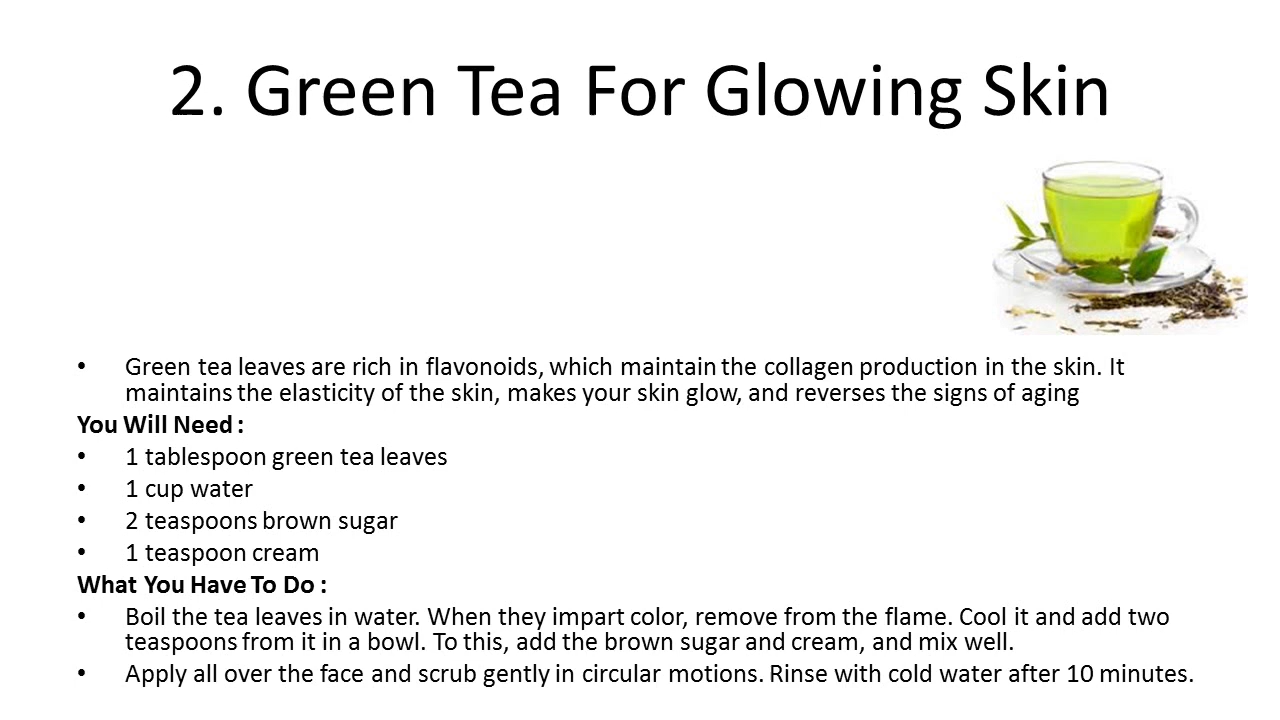 2. Green Tea For Glowing Skin
• Green tea leaves are rich in flavonoids, which maintain the collagen production in the skin. It
maintains the elasticity of the skin, makes your skin glow, and reverses the signs of aging
You Will Need :
• 1 tablespoon green tea leaves
• 1 cup water
• 2 teaspoons brown sugar
• 1 teaspoon cream
What You Have To Do :
• Boil the tea leaves in water. When they impart color, remove from the flame. Cool it and add two
teaspoons from it in a bowl. To this, add the brown sugar and cream, and mix well.
• Apply all over the face and scrub gently in circular motions. Rinse with cold water after 10 minutes.